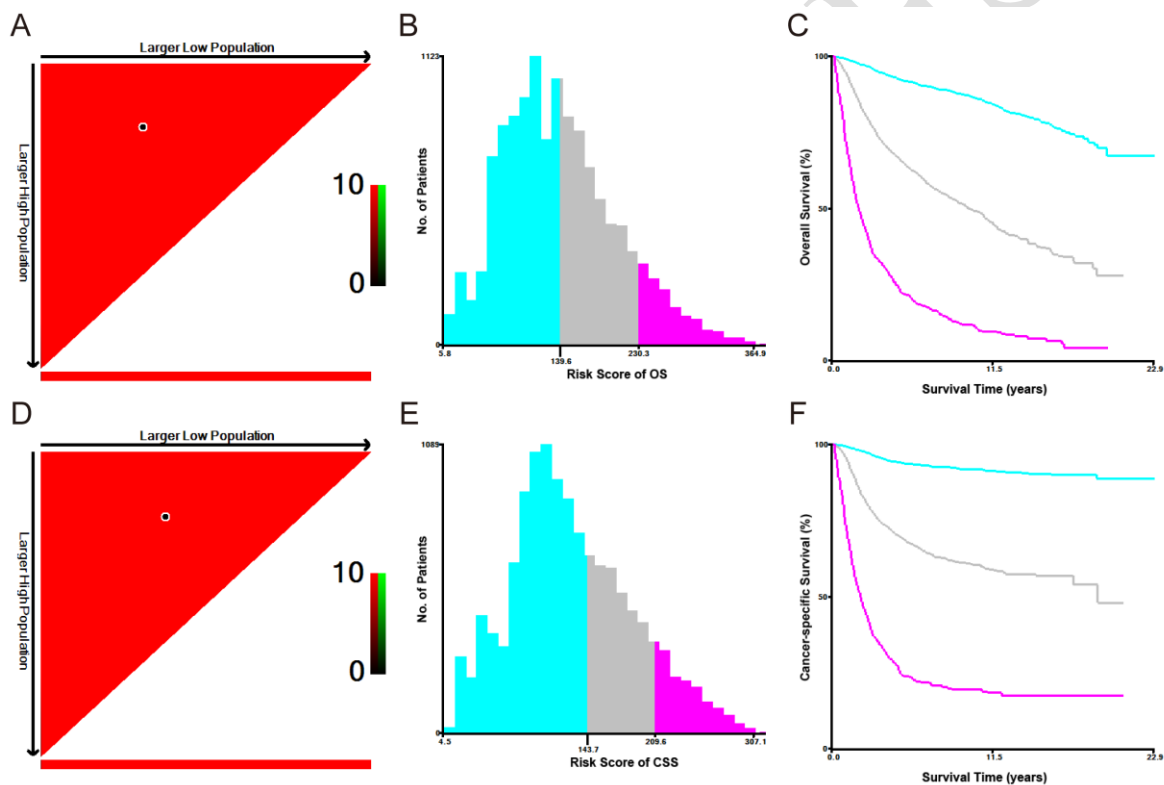 A
Larger Low Population
Larger High Population
10
0
B
1123
No. of Patients
0
5.8
139.6
230.3
364.9
Risk Score of OS
C
100
Overall Survival (%)
50
0
0.0
11.5
22.9
Survival Time (years)
D
Larger Low Population
Larger High Population
10
0
E
1085
No. of Patients
0
4.5
143.7
209.6
307.1
Risk Score of CSS
F
100
Cancer-specific Survival (%)
50
0
0.0
11.5
22.9
Survival Time (years)